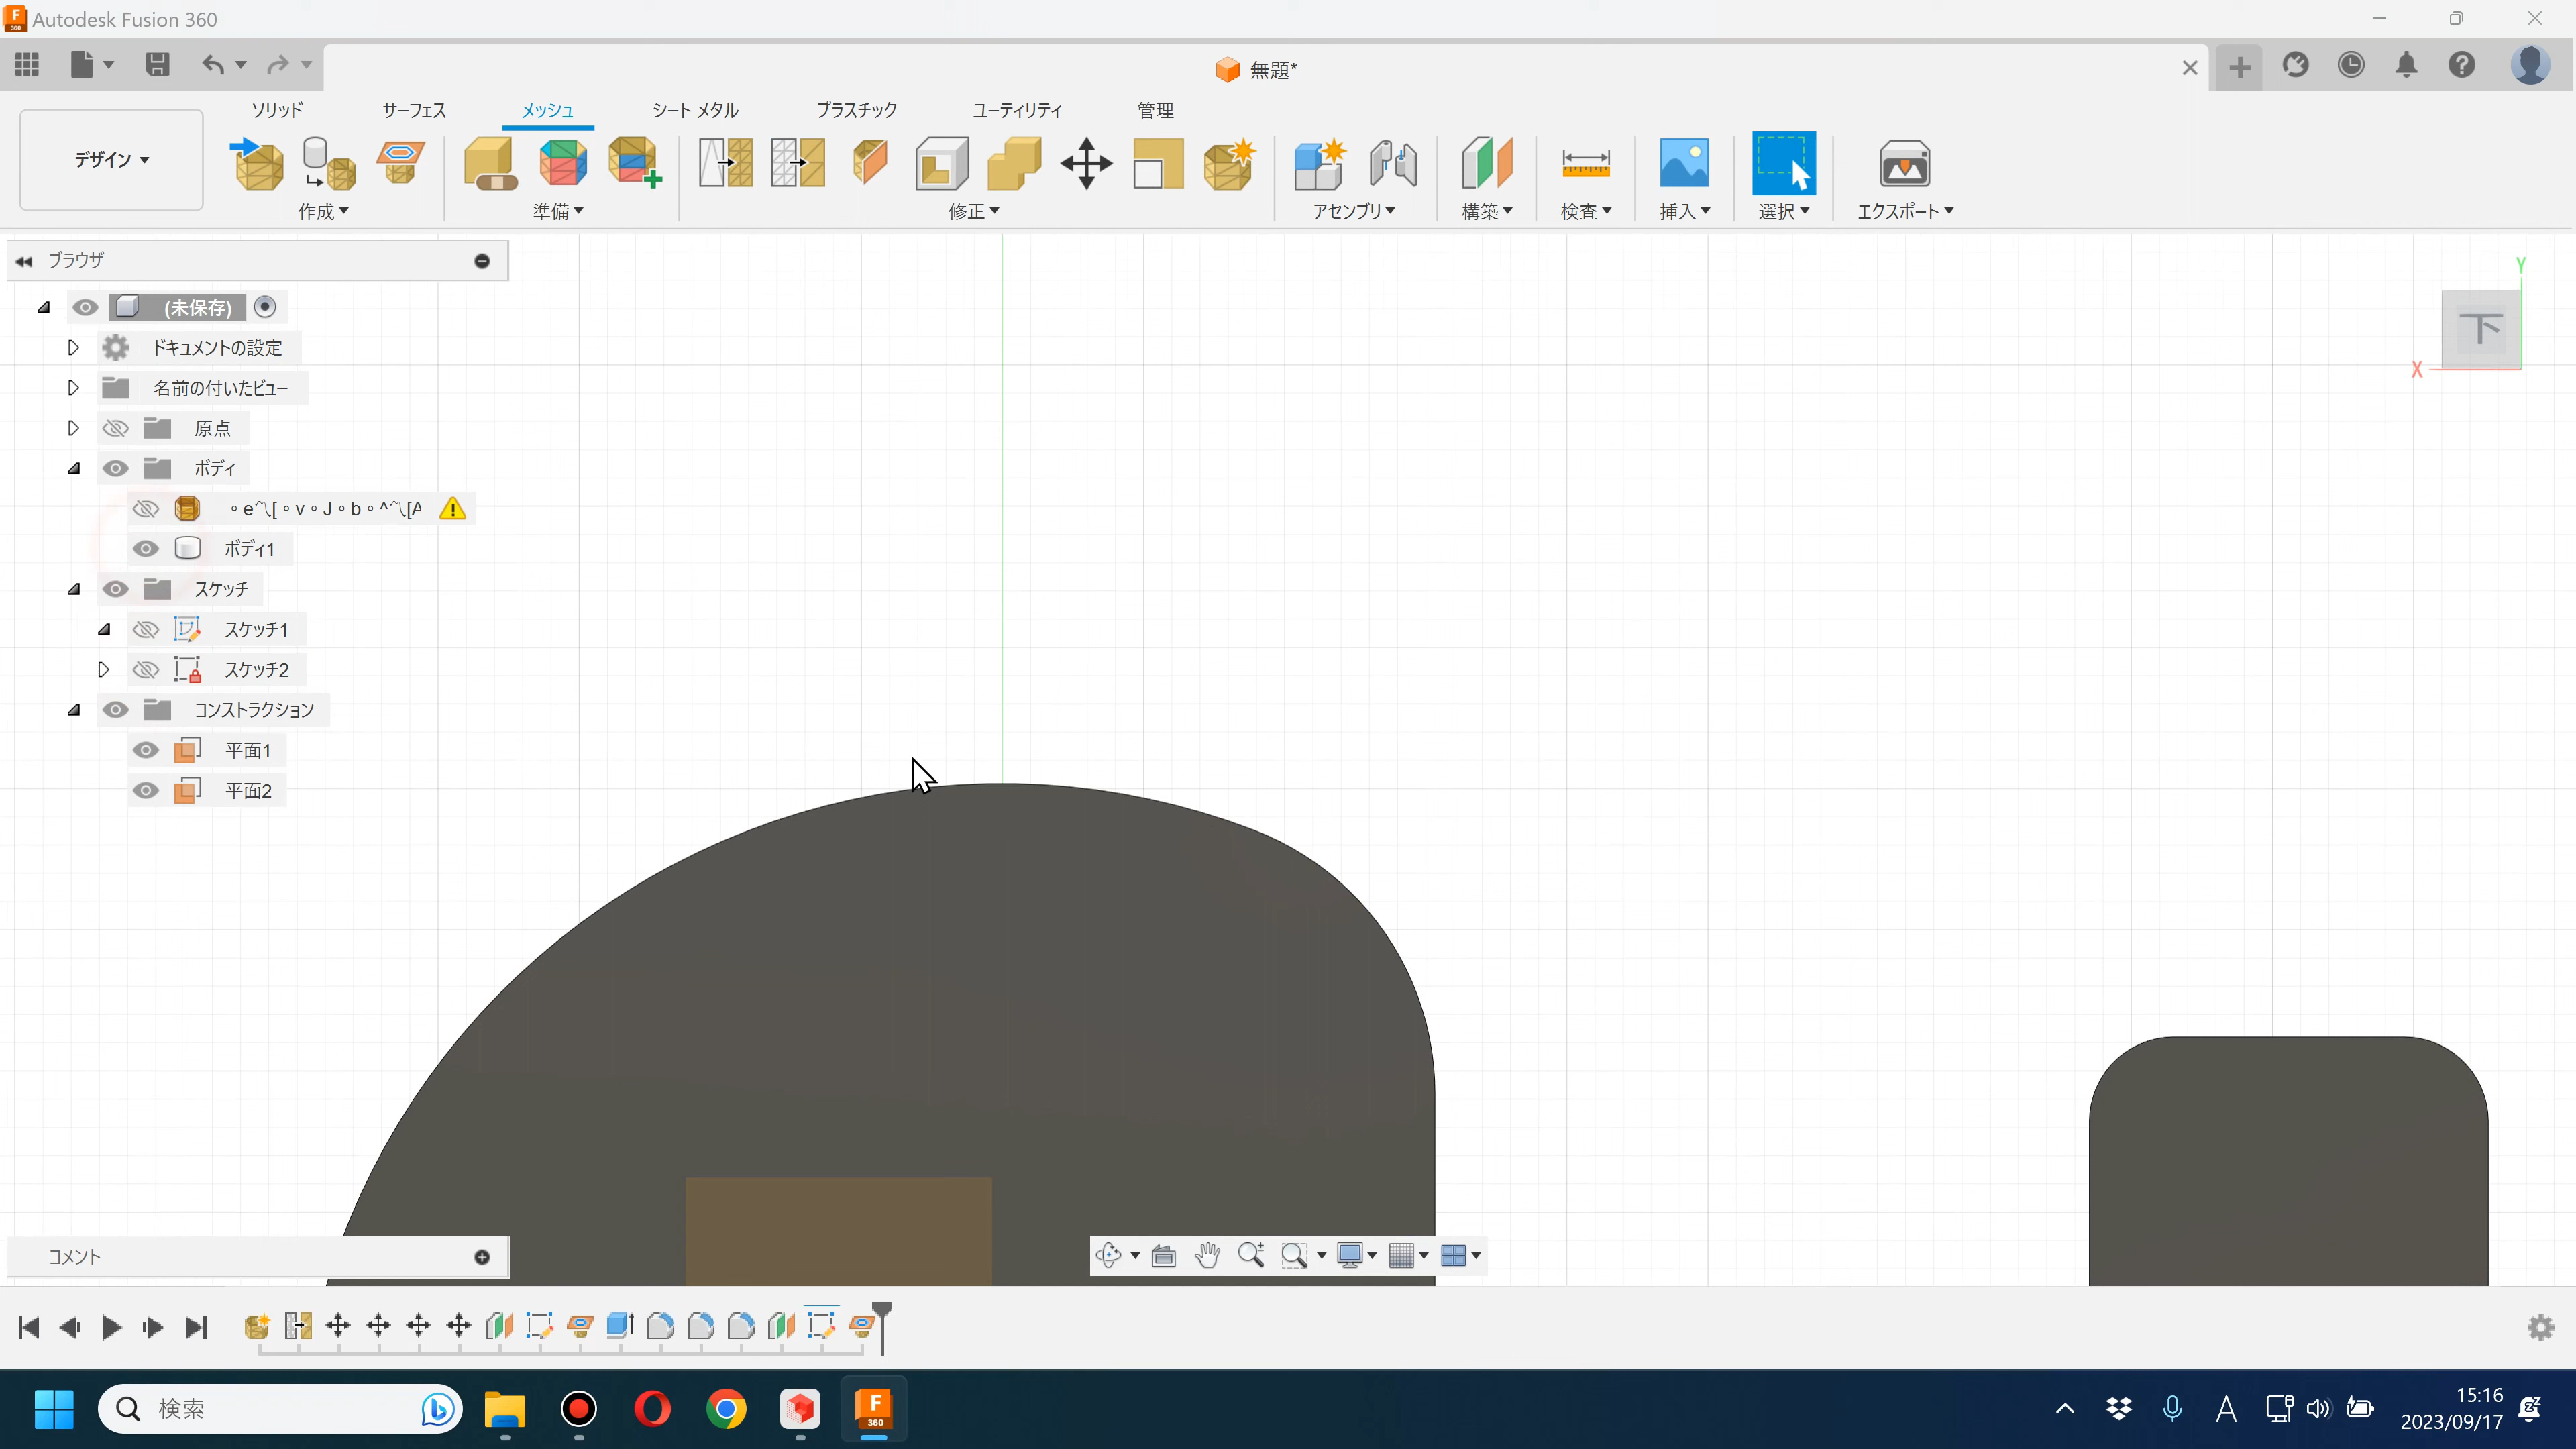 Autodesk Fusion 360
無題*
ソリッド サーフェス メッシュ シート メタル プラスチック ユーティリティ 管理
デザイン
作成 準備 修正 アセンブリ 構築 検査 挿入 選択 エクスポート
ブラウザ
(未保存)
ドキュメントの設定
名前の付いたビュー
原点
ボディ
ボディ1
スケッチ
スケッチ1
スケッチ2
コンストラクション
平面1
平面2
Y
下
X
コメント
検索
F
360
A
15:16
2023/09/17